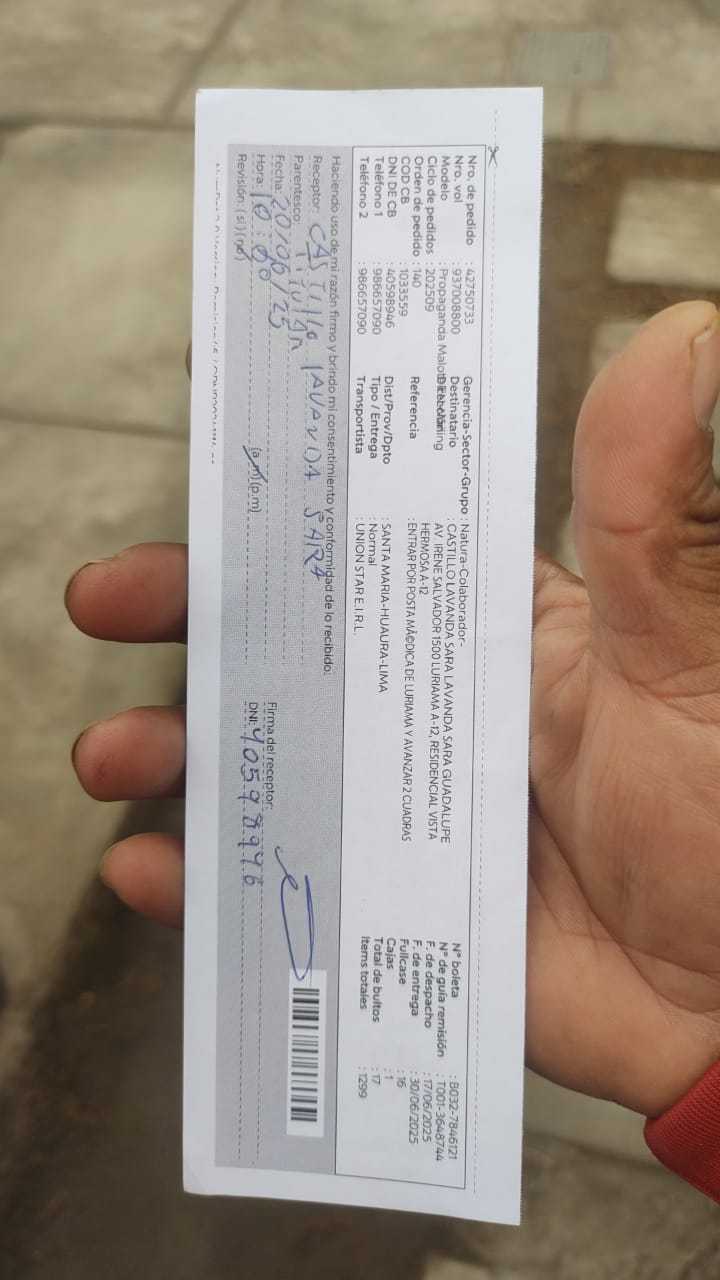 Nro. de pedido : 42750733
Nro. vol : 937008800
Modelo : Propaganda Malote
Ciclo de pedidos : 202509
Orden de pedido : 140
COD CB : 1033559
DNI DE CB : 40598946
Teléfono 1 : 986657090
Teléfono 2 : 986657090
Gerencia-Sector-Grupo : Natura-Colaborador-
Destinatario : CASTILLO LAVANDA SARA LAVANDA SARA GUADALUPE
AV. IRENE SALVADOR 1500 LURIAMA A-12, RESIDENCIAL VISTA
HERMOSA A-12
Referencia : ENTRAR POR POSTA MÃ©DICA DE LURIAMA Y AVANZAR 2 CUADRAS
Dist/Prov/Dpto : SANTA MARIA-HUAURA-LIMA
Tipo / Entrega : Normal
Transportista : UNION STAR E.I.R.L.
N° boleta : B032-7846121
N° de guía remisión : T001-3648744
F. de despacho : 17/06/2025
F. de entrega : 30/06/2025
Fullcase : 16
Cajas : 1
Total de bultos : 17
Items totales : 1299
Haciendo uso de mi razón firmo y brindo mi consentimiento y conformidad de lo recibido:
Receptor: CASTILLO LAVANDA SARA
Parentesco: Titular
Fecha: 20/06/25
Hora: 10:00 (a.m) (p.m)
Revisión: (si) (no)
Firma del receptor:
DNI: 40598946